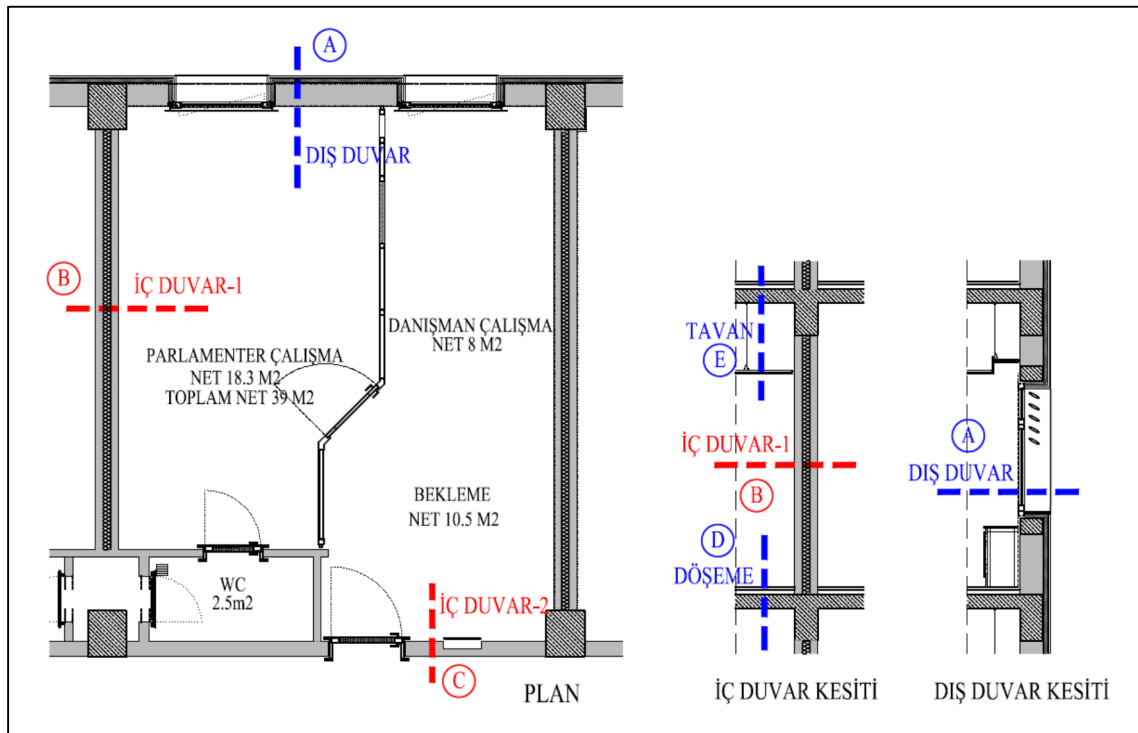 A
DIŞ DUVAR
B
İÇ DUVAR-1
PARLAMENTER ÇALIŞMA
NET 18.3 M2
TOPLAM NET 39 M2
DANIŞMAN ÇALIŞMA
NET 8 M2
BEKLEME
NET 10.5 M2
WC
2.5m2
İÇ DUVAR-2
C
PLAN
TAVAN
E
İÇ DUVAR-1
B
D
DÖŞEME
İÇ DUVAR KESİTİ
A
DIŞ DUVAR
DIŞ DUVAR KESİTİ